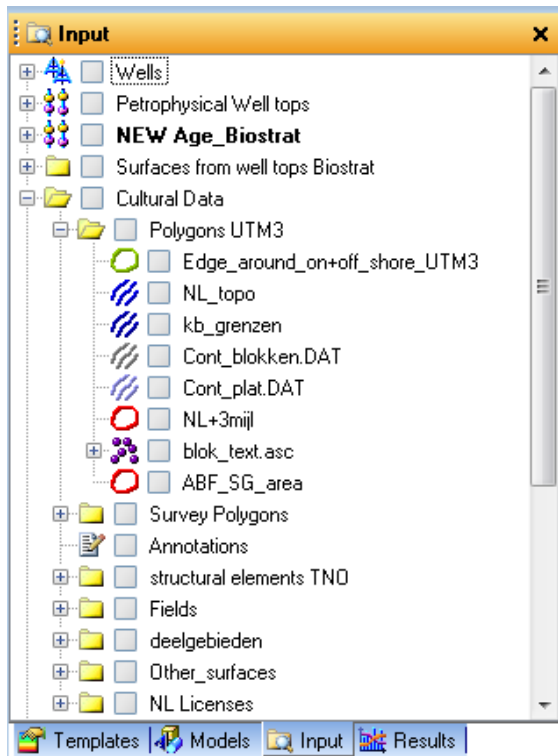 Input
Wells
Petrophysical Well tops
NEW Age_Biostrat
Surfaces from well tops Biostrat
Cultural Data
Polygons UTM3
Edge_around_on+off_shore_UTM3
NL_topo
kb_grenzen
Cont_blokken.DAT
Cont_plat.DAT
NL+3mijl
blok_text.asc
ABF_SG_area
Survey Polygons
Annotations
structural elements TNO
Fields
deelgebieden
Other_surfaces
NL Licenses
Templates Models Input Results